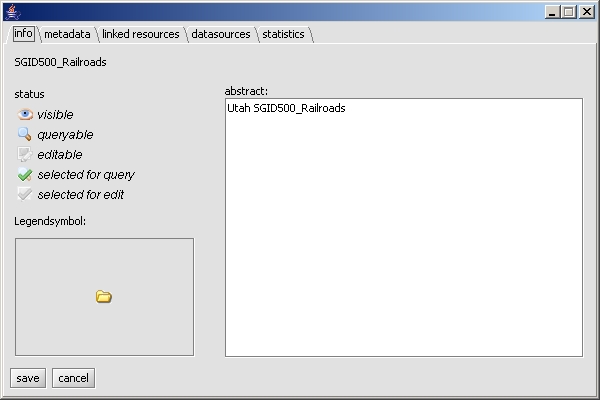 info metadata linked resources datasources statistics
SGID500_Railroads
status
visible
queryable
editable
selected for query
selected for edit
Legendsymbol:
abstract:
Utah SGID500_Railroads
save cancel